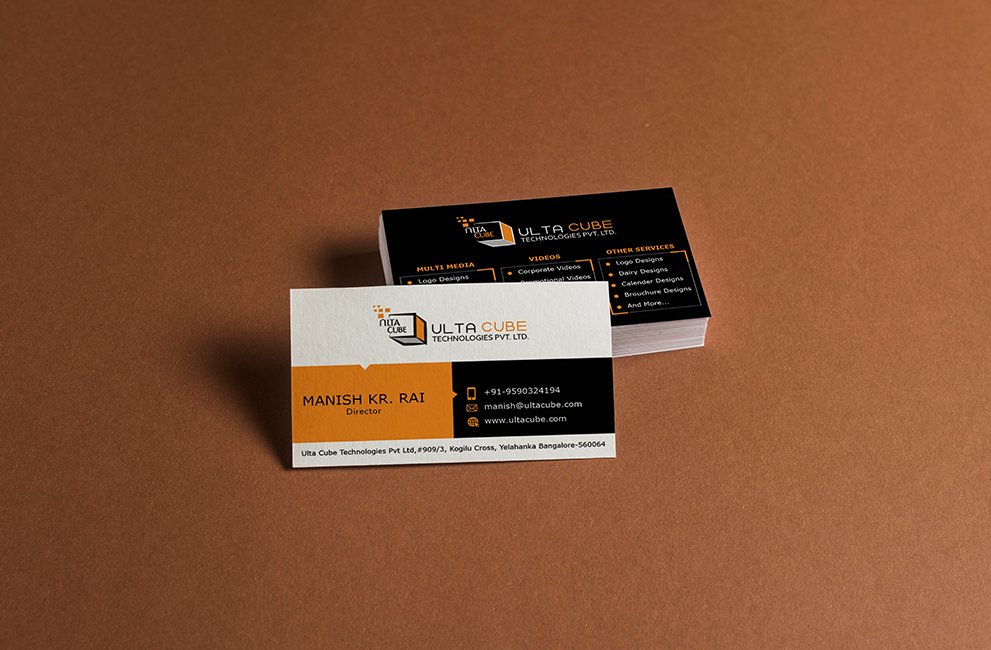 ULTA
CUBE
ULTA CUBE
TECHNOLOGIES PVT. LTD.
MULTI MEDIA
Logo Designs
VIDEOS
Corporate Videos
Promotional Videos
OTHER SERVICES
Logo Designs
Dairy Designs
Calender Designs
Brouchure Designs
And More...
ULTA
CUBE
ULTA CUBE
TECHNOLOGIES PVT. LTD.
MANISH KR. RAI
Director
+91-9590324194
manish@ultacube.com
www.ultacube.com
Ulta Cube Technologies Pvt Ltd,#909/3, Kogilu Cross, Yelahanka Bangalore-560064